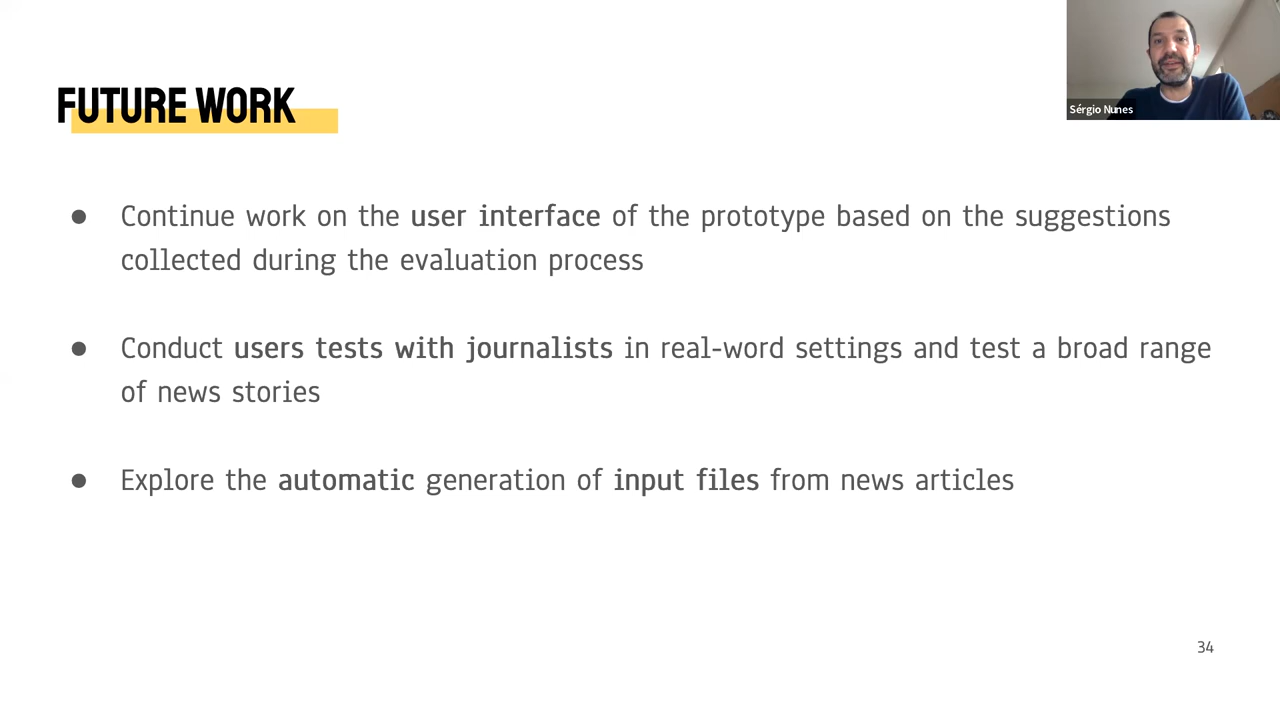 FUTURE WORK
Sérgio Nunes
● Continue work on the user interface of the prototype based on the suggestions
collected during the evaluation process
● Conduct users tests with journalists in real-word settings and test a broad range
of news stories
● Explore the automatic generation of input files from news articles
34